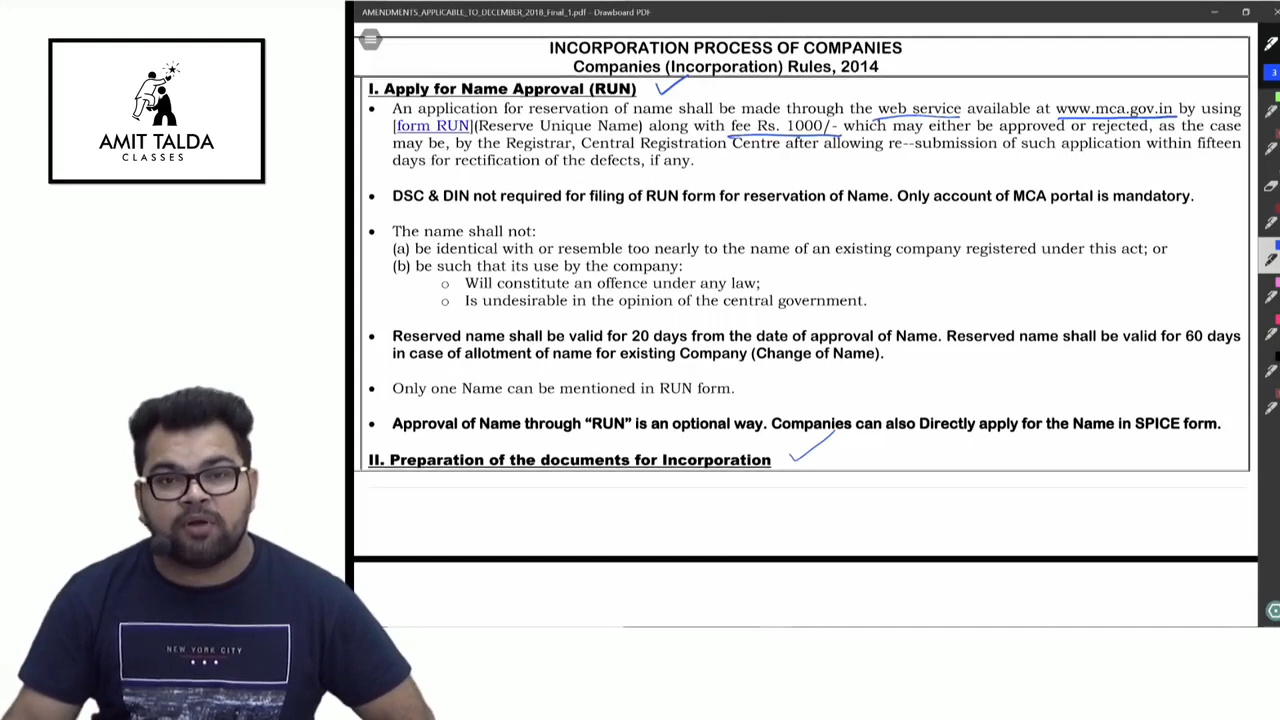 AMENDMENTS_APPLICABLE_TO_DECEMBER_2018_Final_1.pdf - Drawboard PDF
AMIT TALDA
CLASSES
INCORPORATION PROCESS OF COMPANIES
Companies (Incorporation) Rules, 2014
I. Apply for Name Approval (RUN)
• An application for reservation of name shall be made through the web service available at www.mca.gov.in by using
[form RUN](Reserve Unique Name) along with fee Rs. 1000/- which may either be approved or rejected, as the case
may be, by the Registrar, Central Registration Centre after allowing re--submission of such application within fifteen
days for rectification of the defects, if any.
• DSC & DIN not required for filing of RUN form for reservation of Name. Only account of MCA portal is mandatory.
• The name shall not:
(a) be identical with or resemble too nearly to the name of an existing company registered under this act; or
(b) be such that its use by the company:
o Will constitute an offence under any law;
o Is undesirable in the opinion of the central government.
• Reserved name shall be valid for 20 days from the date of approval of Name. Reserved name shall be valid for 60 days
in case of allotment of name for existing Company (Change of Name).
• Only one Name can be mentioned in RUN form.
• Approval of Name through “RUN” is an optional way. Companies can also Directly apply for the Name in SPICE form.
II. Preparation of the documents for Incorporation
NEW YORK CITY
3